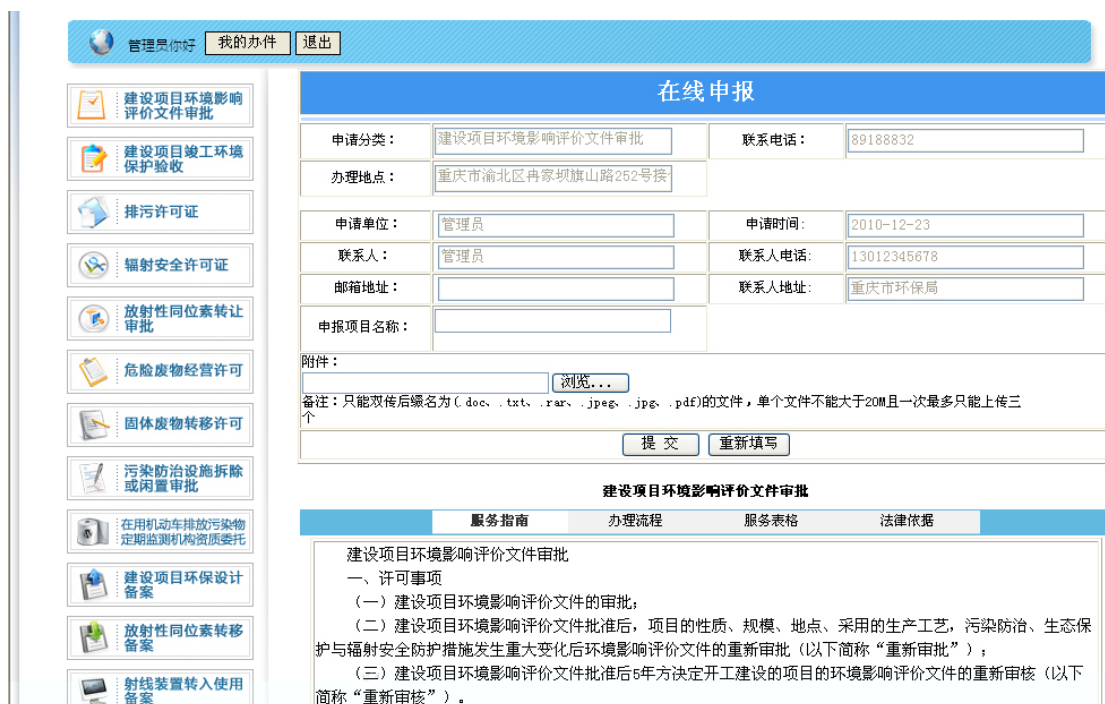 管理员你好 我的办件 退出
建设项目环境影响
评价文件审批
建设项目竣工环境
保护验收
排污许可证
辐射安全许可证
放射性同位素转让
审批
危险废物经营许可
固体废物转移许可
污染防治设施拆除
或闲置审批
在用机动车排放污染物
定期监测机构资质委托
建设项目环保设计
备案
放射性同位素转移
备案
射线装置转入使用
备案
在线申报
申请分类： 建设项目环境影响评价文件审批 联系电话： 89188832
办理地点： 重庆市渝北区冉家坝旗山路252号接
申请单位： 管理员 申请时间: 2010-12-23
联系人： 管理员 联系人电话: 13012345678
邮箱地址： 联系人地址: 重庆市环保局
申报项目名称：
附件：
浏览...
备注：只能双传后缀名为(.doc、.txt、.rar、.jpeg、.jpg、.pdf)的文件，单个文件不能大于20M且一次最多只能上传三
个
提 交 重新填写
建设项目环境影响评价文件审批
服务指南 办理流程 服务表格 法律依据
建设项目环境影响评价文件审批
一、许可事项
（一）建设项目环境影响评价文件的审批；
（二）建设项目环境影响评价文件批准后，项目的性质、规模、地点、采用的生产工艺，污染防治、生态保
护与辐射安全防护措施发生重大变化后环境影响评价文件的重新审批（以下简称“重新审批”）；
（三）建设项目环境影响评价文件批准后5年方决定开工建设的项目的环境影响评价文件的重新审核（以下
简称“重新审核”）。